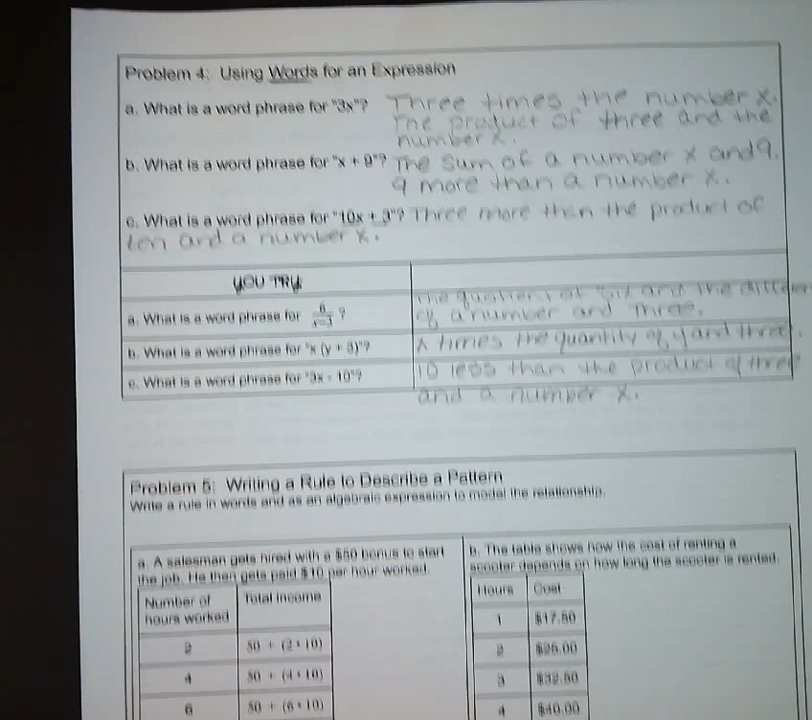 Problem 4: Using Words for an Expression
a. What is a word phrase for "3x"? Three times the number x.
The product of three and the
number x.
b. What is a word phrase for "x + 9"? The sum of a number x and 9.
9 more than a number x.
c. What is a word phrase for "10x + 3"? Three more than the product of
ten and a number x.
YOU TRY
The quotient of six and the differen
a. What is a word phrase for 6/x-3 ? of a number and Three.
b. What is a word phrase for "x (y + 3)"? x times the quantity of y and three.
c. What is a word phrase for "3x - 10"? 10 less than the product of three
and a number x.
Problem 5: Writing a Rule to Describe a Pattern
Write a rule in words and as an algebraic expression to model the relationship.
a. A salesman gets hired with a $50 bonus to start
the job. He then gets paid $10 per hour worked.
Number of hours worked Total Income
2 50 + (2*10)
4 50 + (4*10)
6 50 + (6*10)
b. The table shows how the cost of renting a
scooter depends on how long the scooter is rented.
Hours Cost
1 $17.50
2 $25.00
3 $32.50
4 $40.00